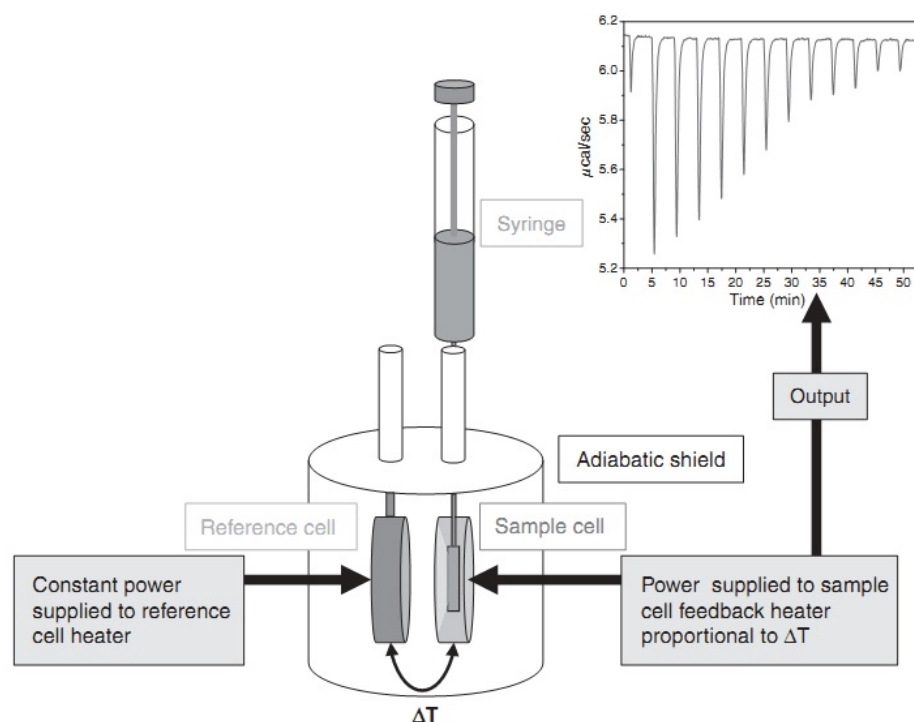 6.2
6.0
5.8
5.6
5.4
5.2
μcal/sec
0 5 10 15 20 25 30 35 40 45 50
Time (min)
Syringe
Output
Adiabatic shield
Reference cell
Sample cell
Constant power
supplied to reference
cell heater
Power supplied to sample
cell feedback heater
proportional to ΔT
ΔT